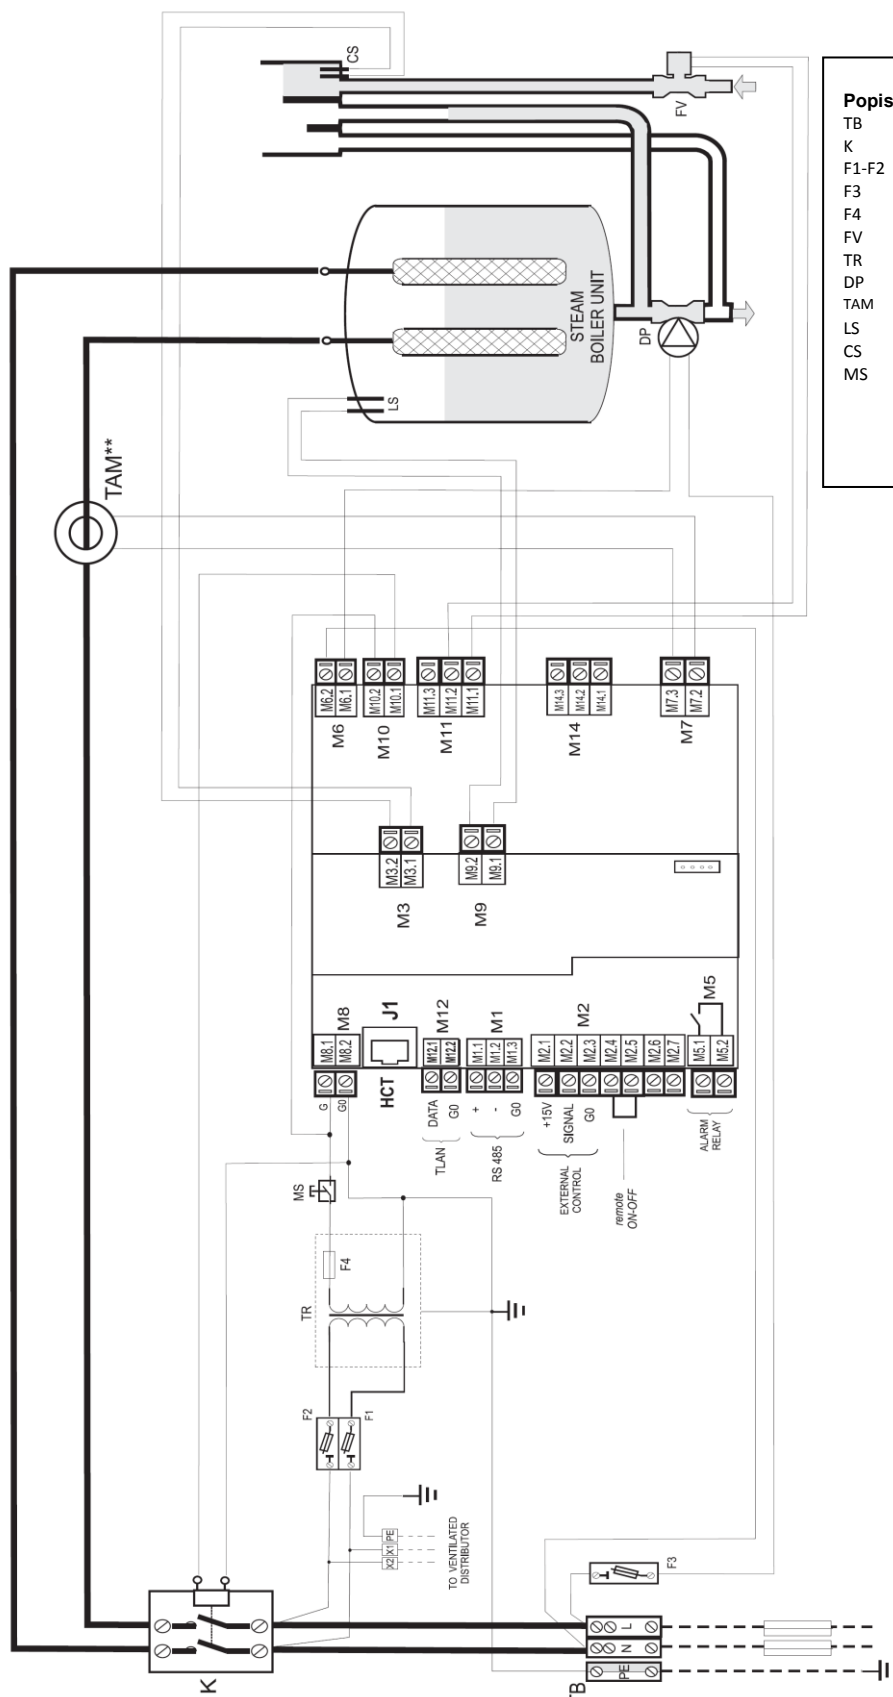 CS
FV
Popis
TB
K
F1-F2
F3
F4
FV
TR
DP
TAM
LS
CS
MS
STEAM
BOILER UNIT
DP
LS
TAM**
M6.2
M6.1
M10.2
M10.1
M11.3
M11.2
M11.1
M14.3
M14.2
M14.1
M7.3
M7.2
M6
M10
M11
M14
M7
M3.2
M3.1
M9.2
M9.1
M3
M9
M8
J1
M12
M1
M2
M5
M8.1
M8.2
HCT
M12.1
M12.2
M1.1
M1.2
M1.3
M2.1
M2.2
M2.3
M2.4
M2.5
M2.6
M2.7
M5.1
M5.2
G
G0
DATA
G0
TLAN
+
-
G0
RS 485
+15V
SIGNAL
G0
EXTERNAL
CONTROL
remote
ON-OFF
ALARM
RELAY
MS
F4
TR
F2
F1
X2
X1
PE
TO VENTILATED
DISTRIBUTOR
F3
K
L
N
PE
TB